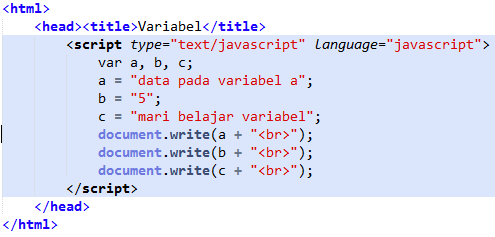 <html>
<head><title>Variabel</title>
<script type="text/javascript" language="javascript">
var a, b, c;
a = "data pada variabel a";
b = "5";
c = "mari belajar variabel";
document.write(a + "<br>");
document.write(b + "<br>");
document.write(c + "<br>");
</script>
</head>
</html>